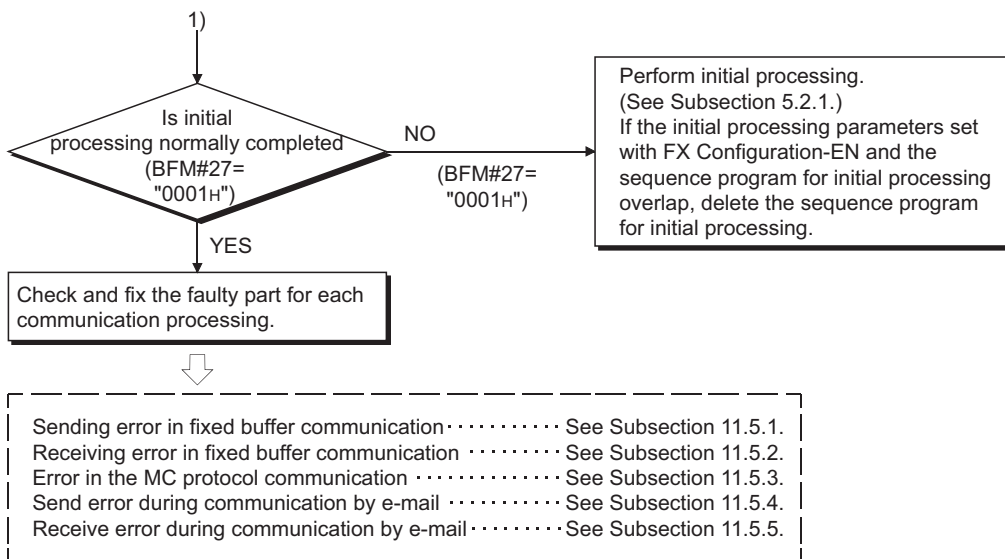 1)
Is initial
processing normally completed
(BFM#27=
"0001H")
NO
(BFM#27=
"0001H")
Perform initial processing.
(See Subsection 5.2.1.)
If the initial processing parameters set
with FX Configuration-EN and the
sequence program for initial processing
overlap, delete the sequence program
for initial processing.
YES
Check and fix the faulty part for each
communication processing.
Sending error in fixed buffer communication ·········· See Subsection 11.5.1.
Receiving error in fixed buffer communication ········· See Subsection 11.5.2.
Error in the MC protocol communication ············· See Subsection 11.5.3.
Send error during communication by e-mail ·········· See Subsection 11.5.4.
Receive error during communication by e-mail ········ See Subsection 11.5.5.